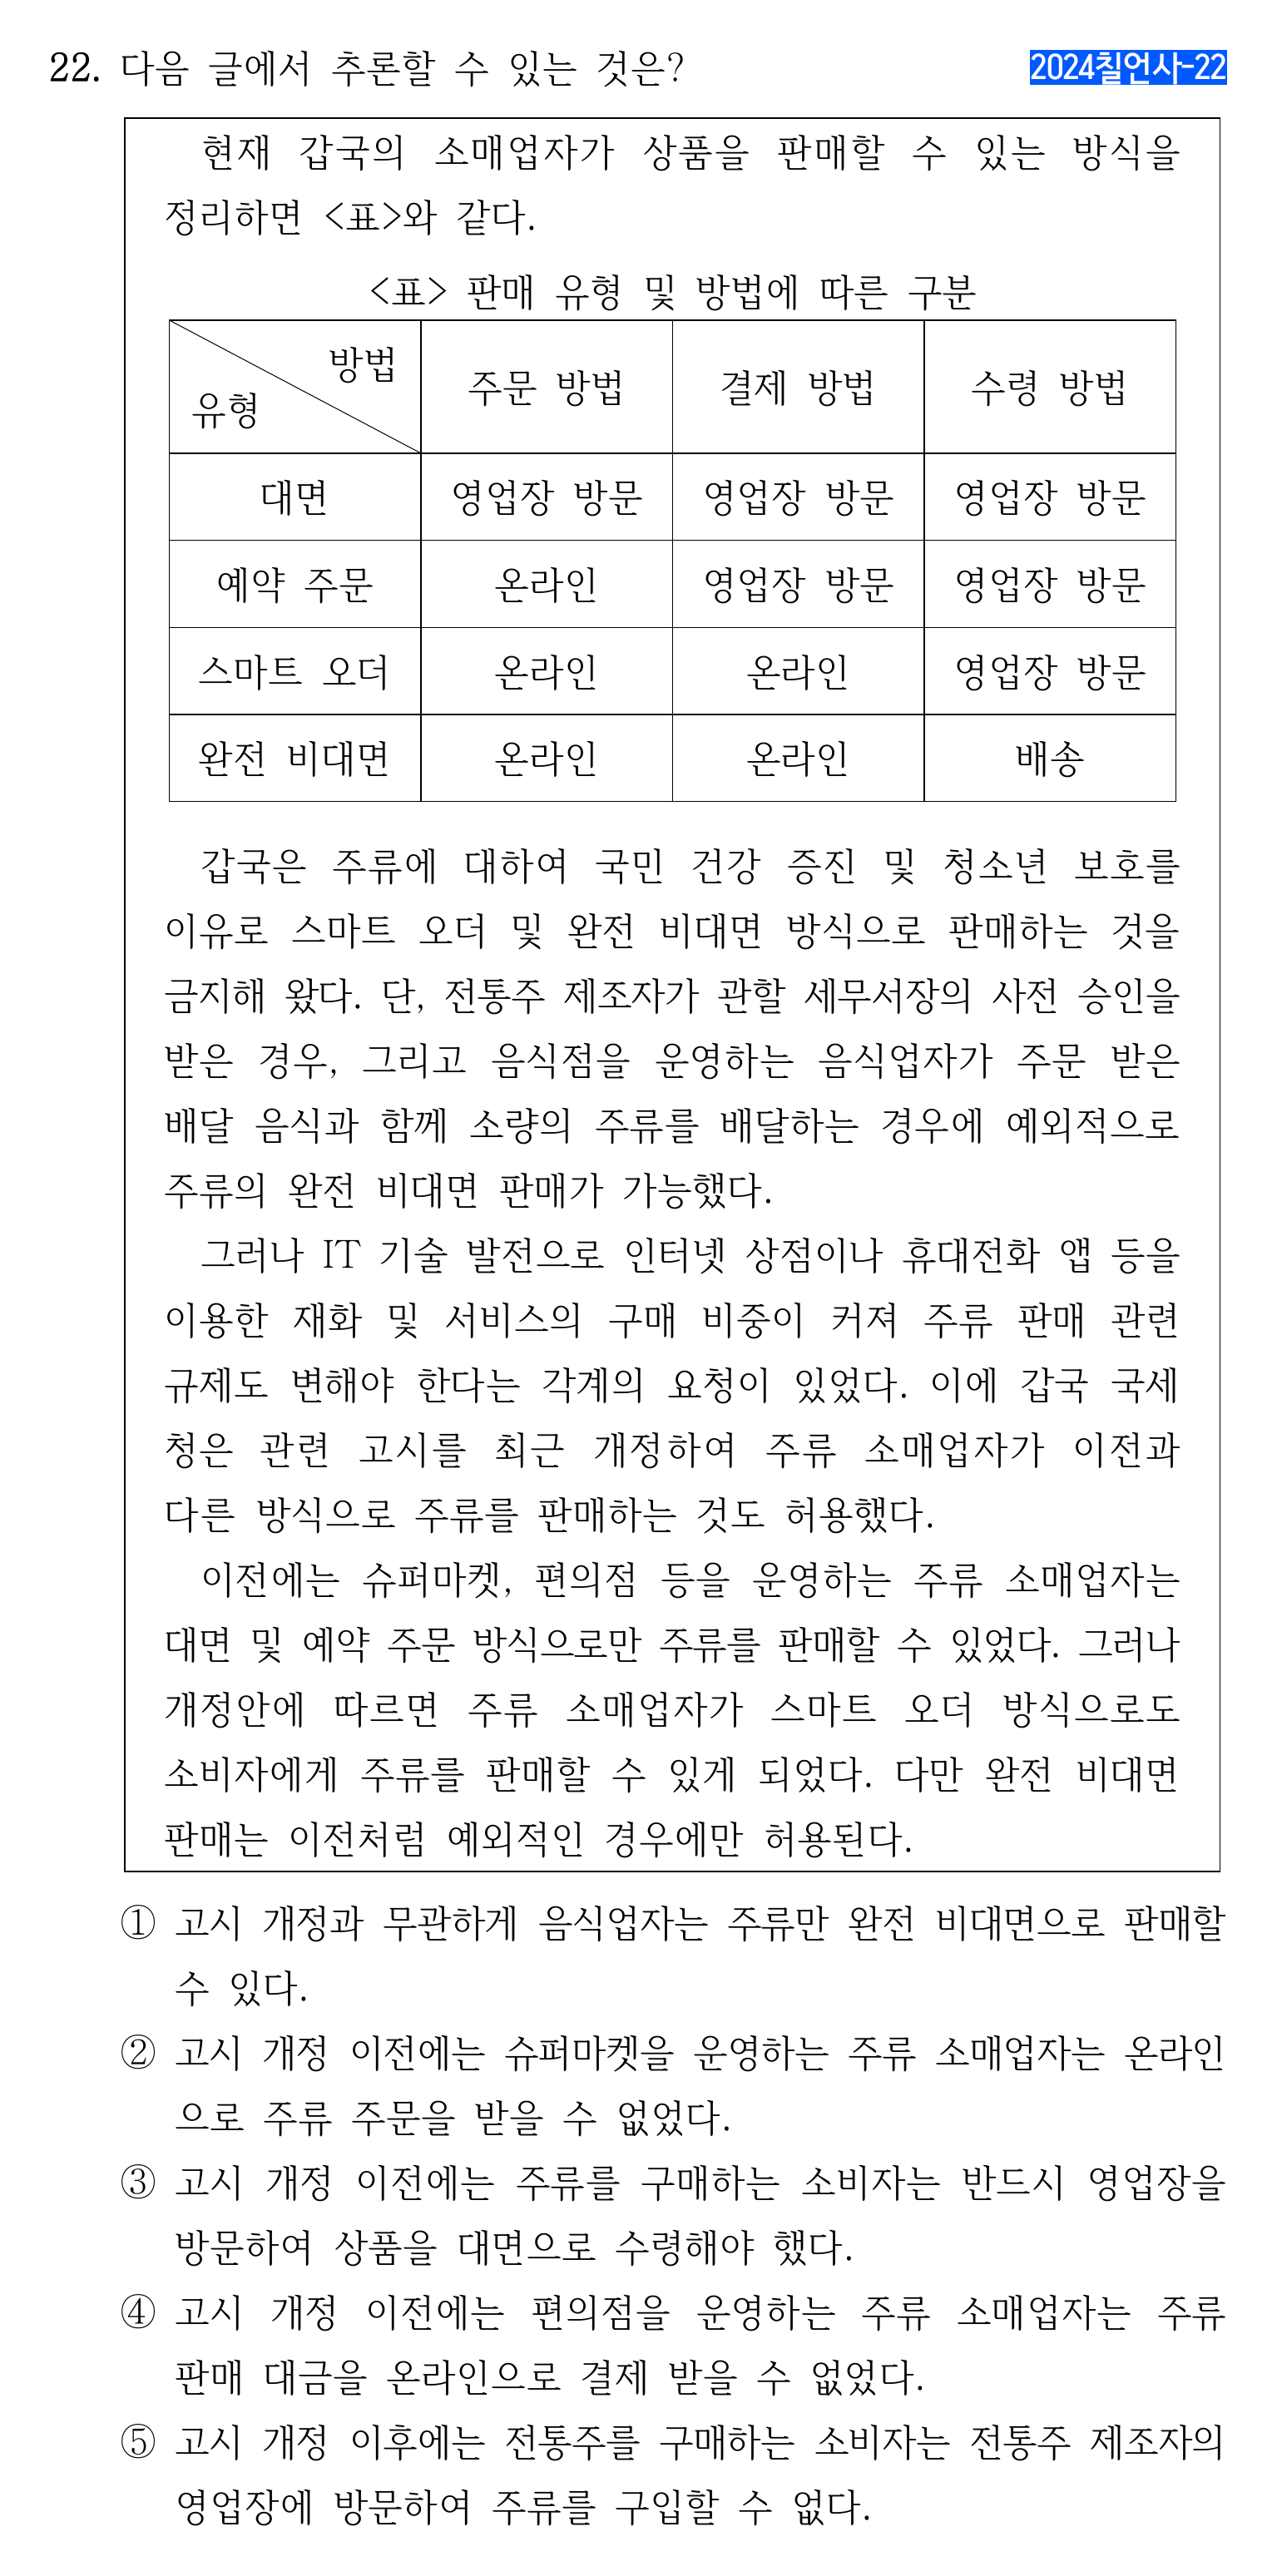 22. 다음 글에서 추론할 수 있는 것은?
2024칠언사-22
현재 갑국의 소매업자가 상품을 판매할 수 있는 방식을
정리하면 <표>와 같다.
<표> 판매 유형 및 방법에 따른 구분
방법
유형
주문 방법 결제 방법 수령 방법
대면 영업장 방문 영업장 방문 영업장 방문
예약 주문 온라인 영업장 방문 영업장 방문
스마트 오더 온라인 온라인 영업장 방문
완전 비대면 온라인 온라인 배송
갑국은 주류에 대하여 국민 건강 증진 및 청소년 보호를
이유로 스마트 오더 및 완전 비대면 방식으로 판매하는 것을
금지해 왔다. 단, 전통주 제조자가 관할 세무서장의 사전 승인을
받은 경우, 그리고 음식점을 운영하는 음식업자가 주문 받은
배달 음식과 함께 소량의 주류를 배달하는 경우에 예외적으로
주류의 완전 비대면 판매가 가능했다.
그러나 IT 기술 발전으로 인터넷 상점이나 휴대전화 앱 등을
이용한 재화 및 서비스의 구매 비중이 커져 주류 판매 관련
규제도 변해야 한다는 각계의 요청이 있었다. 이에 갑국 국세
청은 관련 고시를 최근 개정하여 주류 소매업자가 이전과
다른 방식으로 주류를 판매하는 것도 허용했다.
이전에는 슈퍼마켓, 편의점 등을 운영하는 주류 소매업자는
대면 및 예약 주문 방식으로만 주류를 판매할 수 있었다. 그러나
개정안에 따르면 주류 소매업자가 스마트 오더 방식으로도
소비자에게 주류를 판매할 수 있게 되었다. 다만 완전 비대면
판매는 이전처럼 예외적인 경우에만 허용된다.
① 고시 개정과 무관하게 음식업자는 주류만 완전 비대면으로 판매할
수 있다.
② 고시 개정 이전에는 슈퍼마켓을 운영하는 주류 소매업자는 온라인
으로 주류 주문을 받을 수 없었다.
③ 고시 개정 이전에는 주류를 구매하는 소비자는 반드시 영업장을
방문하여 상품을 대면으로 수령해야 했다.
④ 고시 개정 이전에는 편의점을 운영하는 주류 소매업자는 주류
판매 대금을 온라인으로 결제 받을 수 없었다.
⑤ 고시 개정 이후에는 전통주를 구매하는 소비자는 전통주 제조자의
영업장에 방문하여 주류를 구입할 수 없다.